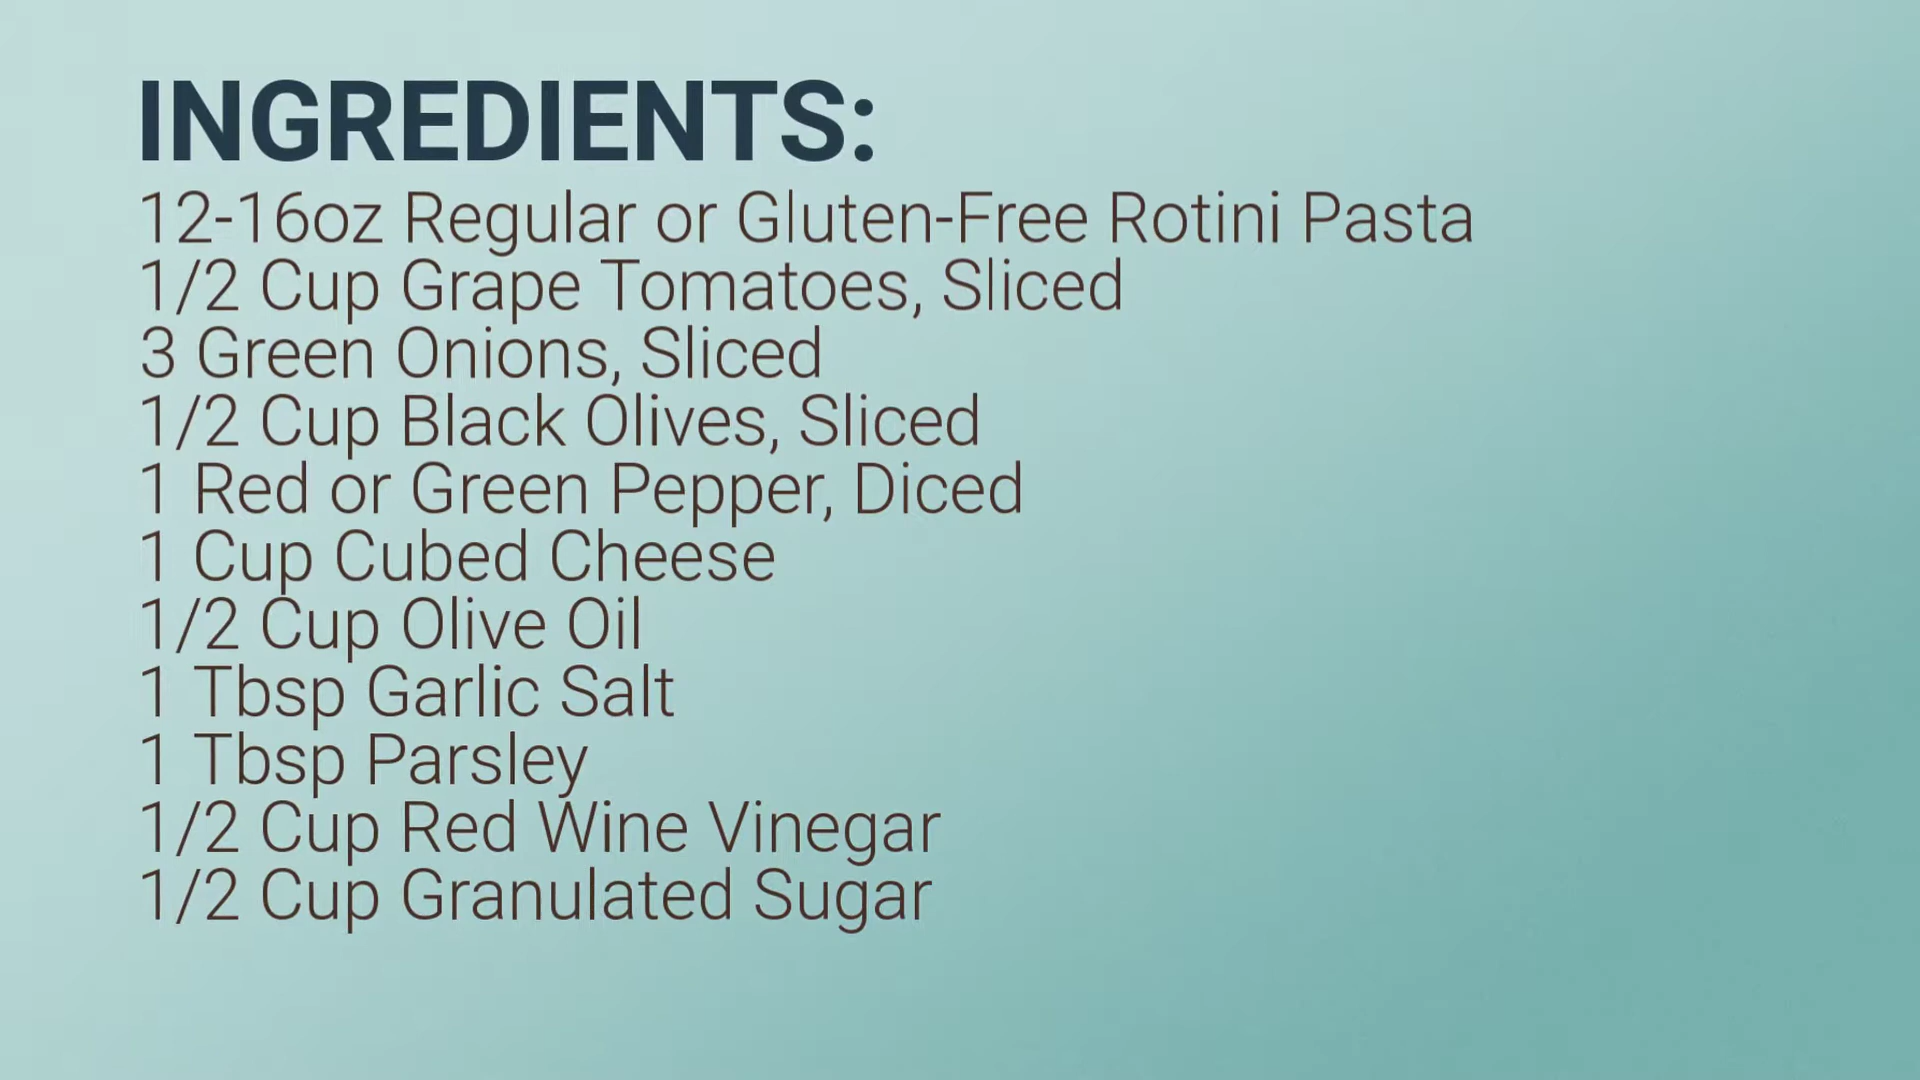 INGREDIENTS:
12-16oz Regular or Gluten-Free Rotini Pasta
1/2 Cup Grape Tomatoes, Sliced
3 Green Onions, Sliced
1/2 Cup Black Olives, Sliced
1 Red or Green Pepper, Diced
1 Cup Cubed Cheese
1/2 Cup Olive Oil
1 Tbsp Garlic Salt
1 Tbsp Parsley
1/2 Cup Red Wine Vinegar
1/2 Cup Granulated Sugar